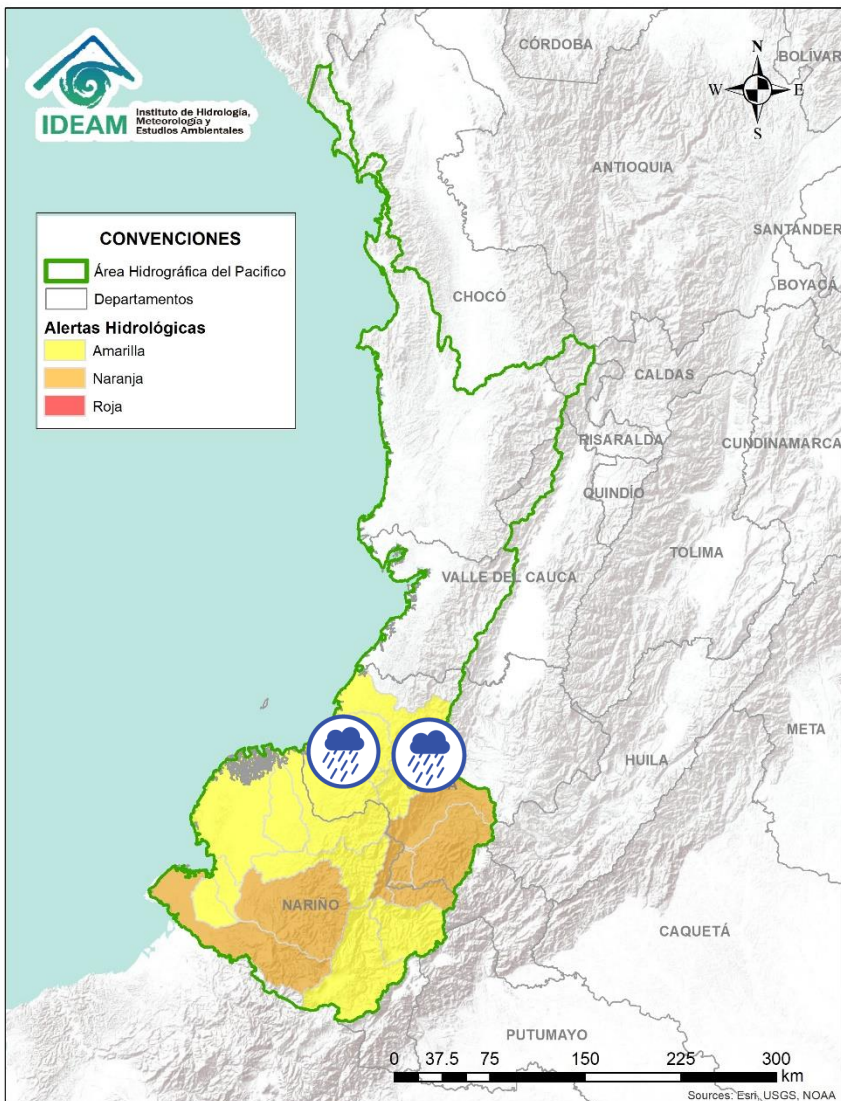 IDEAM
Instituto de Hidrología,
Meteorología y
Estudios Ambientales
CÓRDOBA
BOLÍVAR
N
W
E
S
ANTIOQUIA
SANTANDER
BOYACÁ
CONVENCIONES
Área Hidrográfica del Pacifico
Departamentos
Alertas Hidrológicas
Amarilla
Naranja
Roja
CHOCÓ
CALDAS
RISARALDA
CUNDINAMARCA
QUINDÍO
TOLIMA
VALLE DEL CAUCA
META
HUILA
NARIÑO
CAQUETÁ
PUTUMAYO
0 37.5 75 150 225 300
km
Sources: Esri, USGS, NOAA